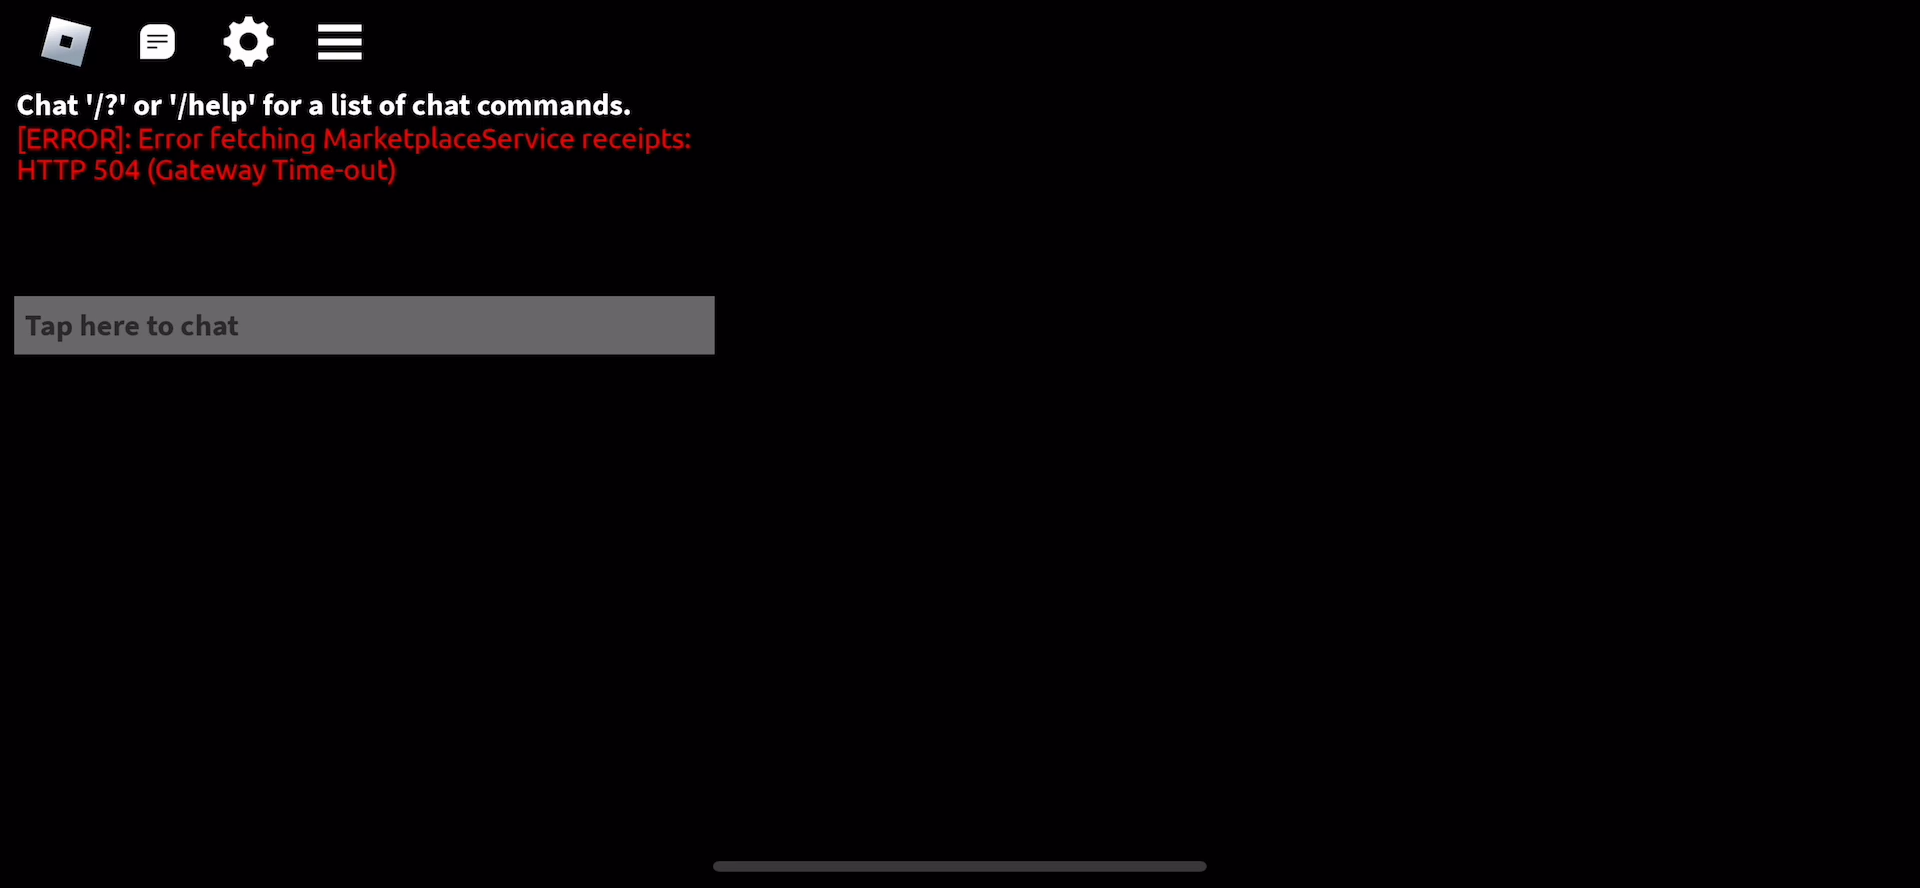 Chat '/?' or '/help' for a list of chat commands.
[ERROR]: Error fetching MarketplaceService receipts:
HTTP 504 (Gateway Time-out)
Tap here to chat